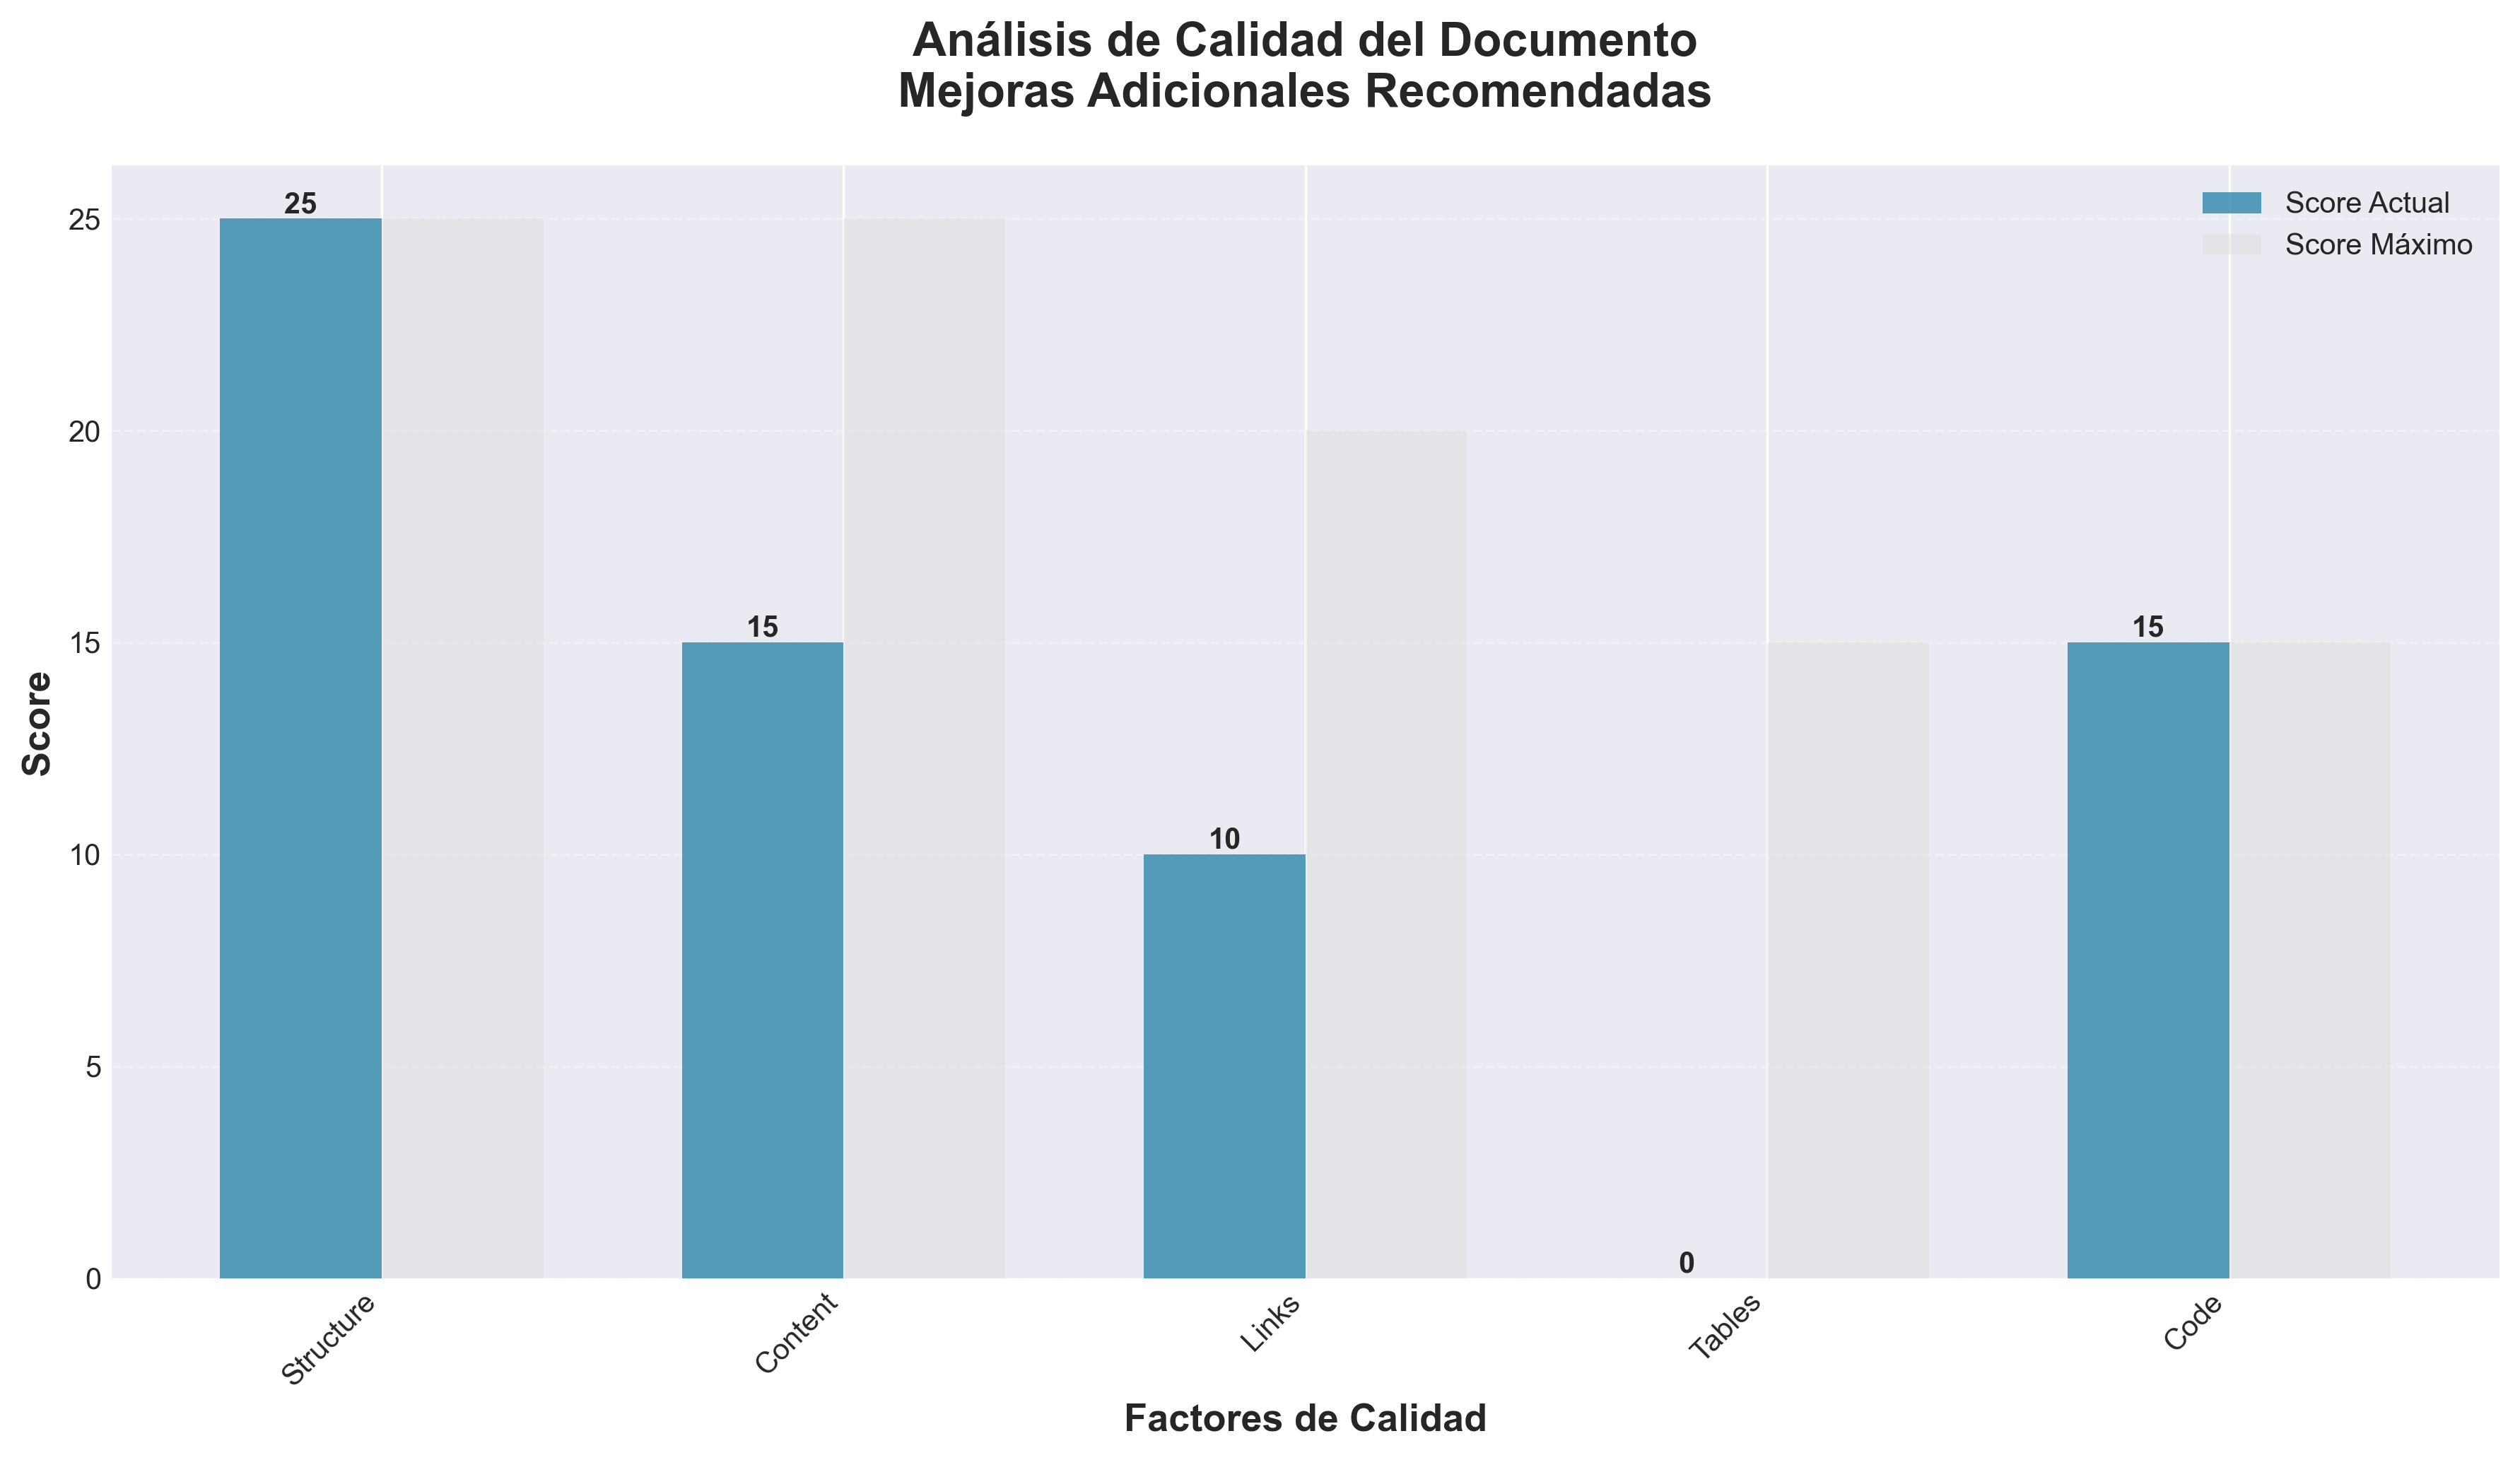 Análisis de Calidad del Documento
Mejoras Adicionales Recomendadas
25
Score Actual
Score Máximo
25
20
15
15
15
10
10
5
0
0
Score
Structure
Content
Links
Tables
Code
Factores de Calidad